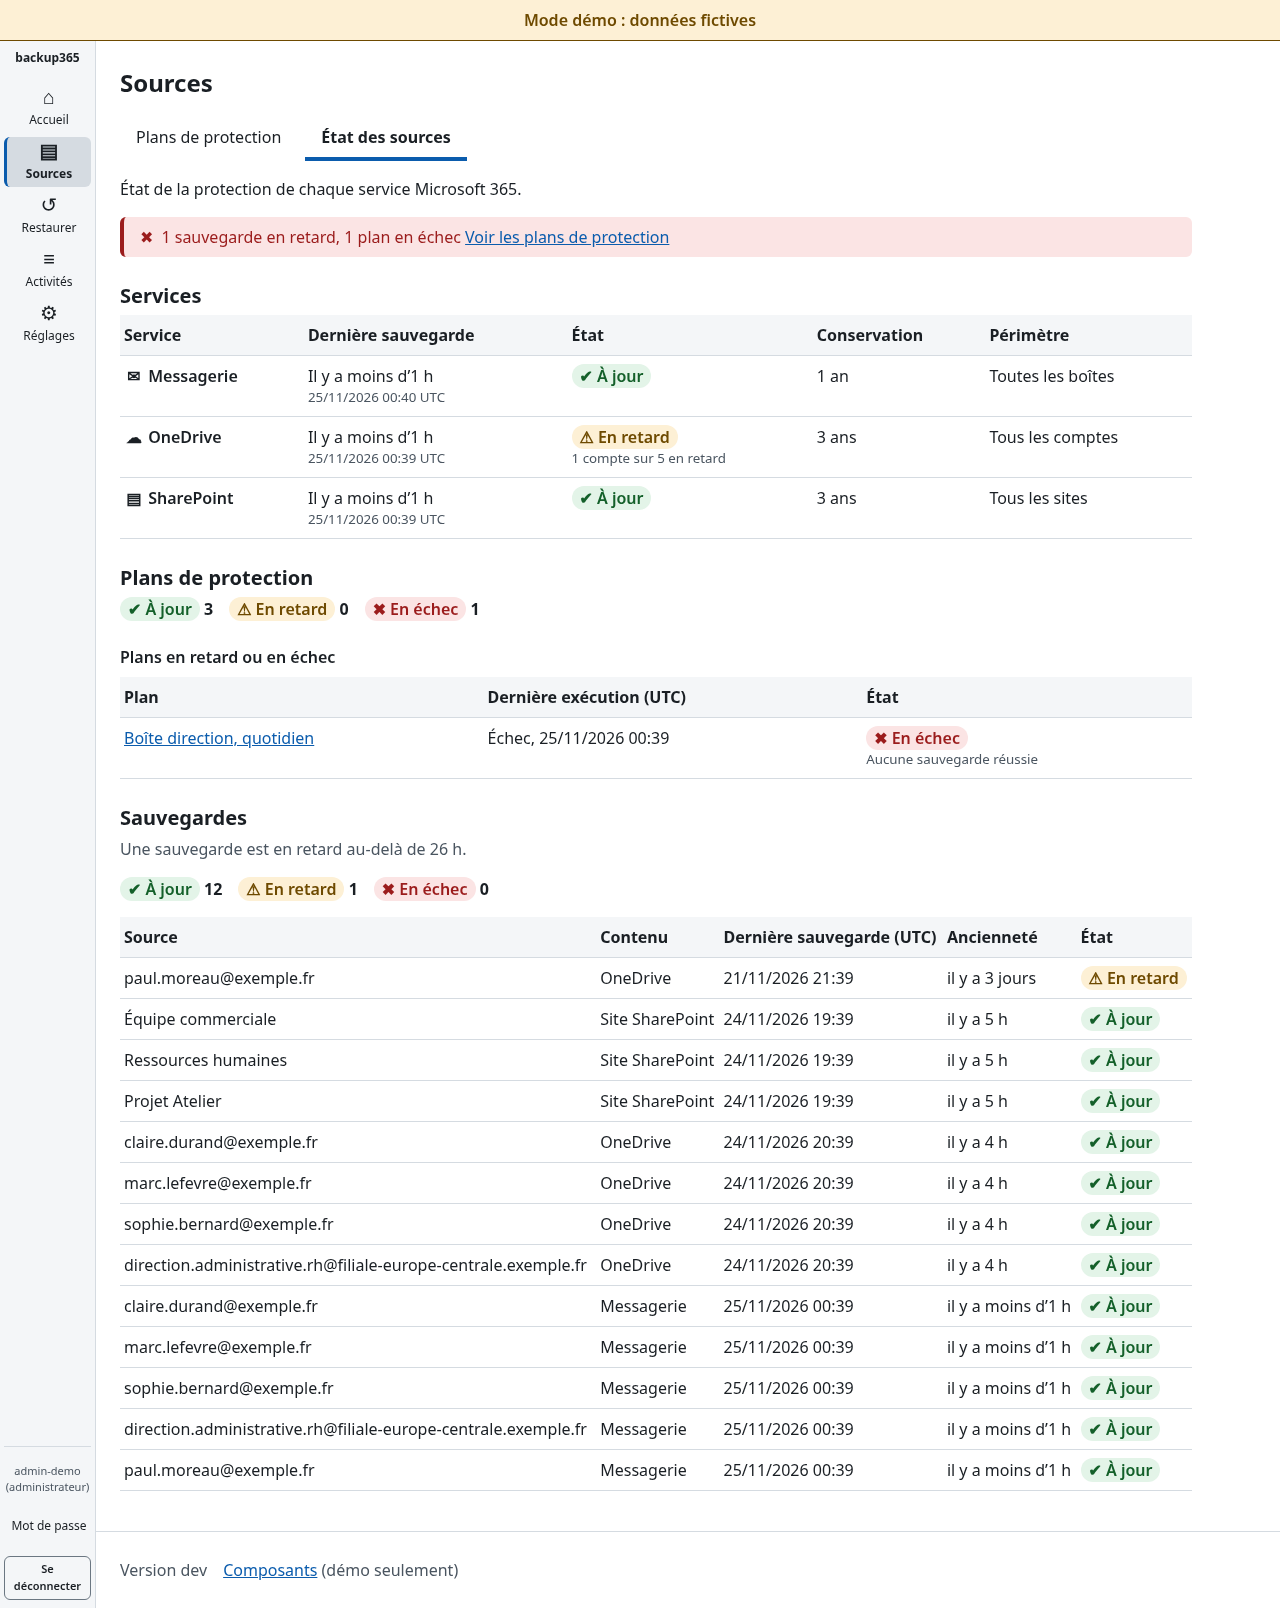 Mode démo : données fictives
backup365
Accueil
Sources
Restaurer
Activités
Réglages
admin-demo
(administrateur)
Mot de passe
Se
déconnecter
Sources
Plans de protection État des sources
État de la protection de chaque service Microsoft 365.
✖ 1 sauvegarde en retard, 1 plan en échec Voir les plans de protection
Services
Service Dernière sauvegarde État Conservation Périmètre
Messagerie Il y a moins d’1 h ✔ À jour 1 an Toutes les boîtes
25/11/2026 00:40 UTC
OneDrive Il y a moins d’1 h ⚠ En retard 3 ans Tous les comptes
25/11/2026 00:39 UTC 1 compte sur 5 en retard
SharePoint Il y a moins d’1 h ✔ À jour 3 ans Tous les sites
25/11/2026 00:39 UTC
Plans de protection
✔ À jour 3 ⚠ En retard 0 ✖ En échec 1
Plans en retard ou en échec
Plan Dernière exécution (UTC) État
Boîte direction, quotidien Échec, 25/11/2026 00:39 ✖ En échec
Aucune sauvegarde réussie
Sauvegardes
Une sauvegarde est en retard au-delà de 26 h.
✔ À jour 12 ⚠ En retard 1 ✖ En échec 0
Source Contenu Dernière sauvegarde (UTC) Ancienneté État
paul.moreau@exemple.fr OneDrive 21/11/2026 21:39 il y a 3 jours ⚠ En retard
Équipe commerciale Site SharePoint 24/11/2026 19:39 il y a 5 h ✔ À jour
Ressources humaines Site SharePoint 24/11/2026 19:39 il y a 5 h ✔ À jour
Projet Atelier Site SharePoint 24/11/2026 19:39 il y a 5 h ✔ À jour
claire.durand@exemple.fr OneDrive 24/11/2026 20:39 il y a 4 h ✔ À jour
marc.lefevre@exemple.fr OneDrive 24/11/2026 20:39 il y a 4 h ✔ À jour
sophie.bernard@exemple.fr OneDrive 24/11/2026 20:39 il y a 4 h ✔ À jour
direction.administrative.rh@filiale-europe-centrale.exemple.fr OneDrive 24/11/2026 20:39 il y a 4 h ✔ À jour
claire.durand@exemple.fr Messagerie 25/11/2026 00:39 il y a moins d’1 h ✔ À jour
marc.lefevre@exemple.fr Messagerie 25/11/2026 00:39 il y a moins d’1 h ✔ À jour
sophie.bernard@exemple.fr Messagerie 25/11/2026 00:39 il y a moins d’1 h ✔ À jour
direction.administrative.rh@filiale-europe-centrale.exemple.fr Messagerie 25/11/2026 00:39 il y a moins d’1 h ✔ À jour
paul.moreau@exemple.fr Messagerie 25/11/2026 00:39 il y a moins d’1 h ✔ À jour
Version dev Composants (démo seulement)